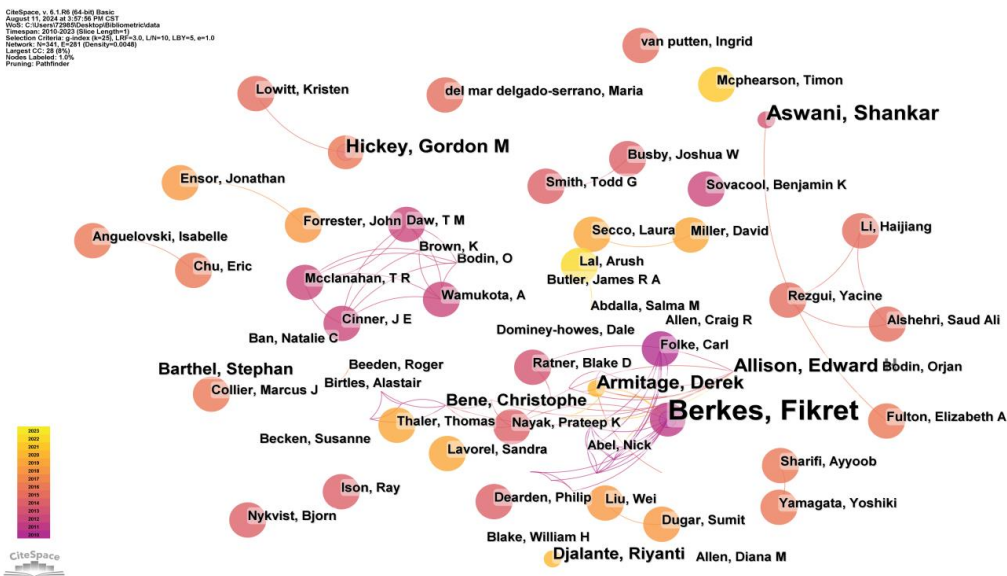 CiteSpace, v. 6.1.R6 (64-bit) Basic
August 11, 2024 at 3:57:56 PM CST
WoS: C:\Users\72985\Desktop\Bibliometric\data
Timespan: 2010-2023 (Slice Length=1)
Selection Criteria: g-index (k=25), LRF=3.0, L/N=10, LBY=5, e=1.0
Network: N=341, E=281 (Density=0.0048)
Largest CC: 28 (8%)
Nodes Labeled: 1.0%
Pruning: Pathfinder
van putten, Ingrid
Mcphearson, Timon
Lowitt, Kristen
del mar delgado-serrano, Maria
Aswani, Shankar
Hickey, Gordon M
Busby, Joshua W
Ensor, Jonathan
Smith, Todd G
Sovacool, Benjamin K
Forrester, John
Daw, T M
Secco, Laura
Miller, David
Li, Haijiang
Anguelovski, Isabelle
Brown, K
Bodin, O
Chu, Eric
Lal, Arush
Mcclanahan, T R
Butler, James R A
Wamukota, A
Rezgui, Yacine
Abdalla, Salma M
Cinner, J E
Allen, Craig R
Alshehri, Saud Ali
Ban, Natalie C
Dominey-howes, Dale
Folke, Carl
Barthel, Stephan
Beeden, Roger
Ratner, Blake D
Allison, Edward H
Bodin, Orjan
Collier, Marcus J
Birtles, Alastair
Armitage, Derek
Bene, Christophe
Berkes, Fikret
Thaler, Thomas
Nayak, Prateep K
Fulton, Elizabeth A
Becken, Susanne
Abel, Nick
Lavorel, Sandra
Sharifi, Ayyoob
Ison, Ray
Dearden, Philip
Liu, Wei
Yamagata, Yoshiki
Nykvist, Bjorn
Dugar, Sumit
Blake, William H
Djalante, Riyanti
Allen, Diana M
2023
2022
2021
2020
2019
2018
2017
2016
2015
2014
2013
2012
2011
2010
CiteSpace